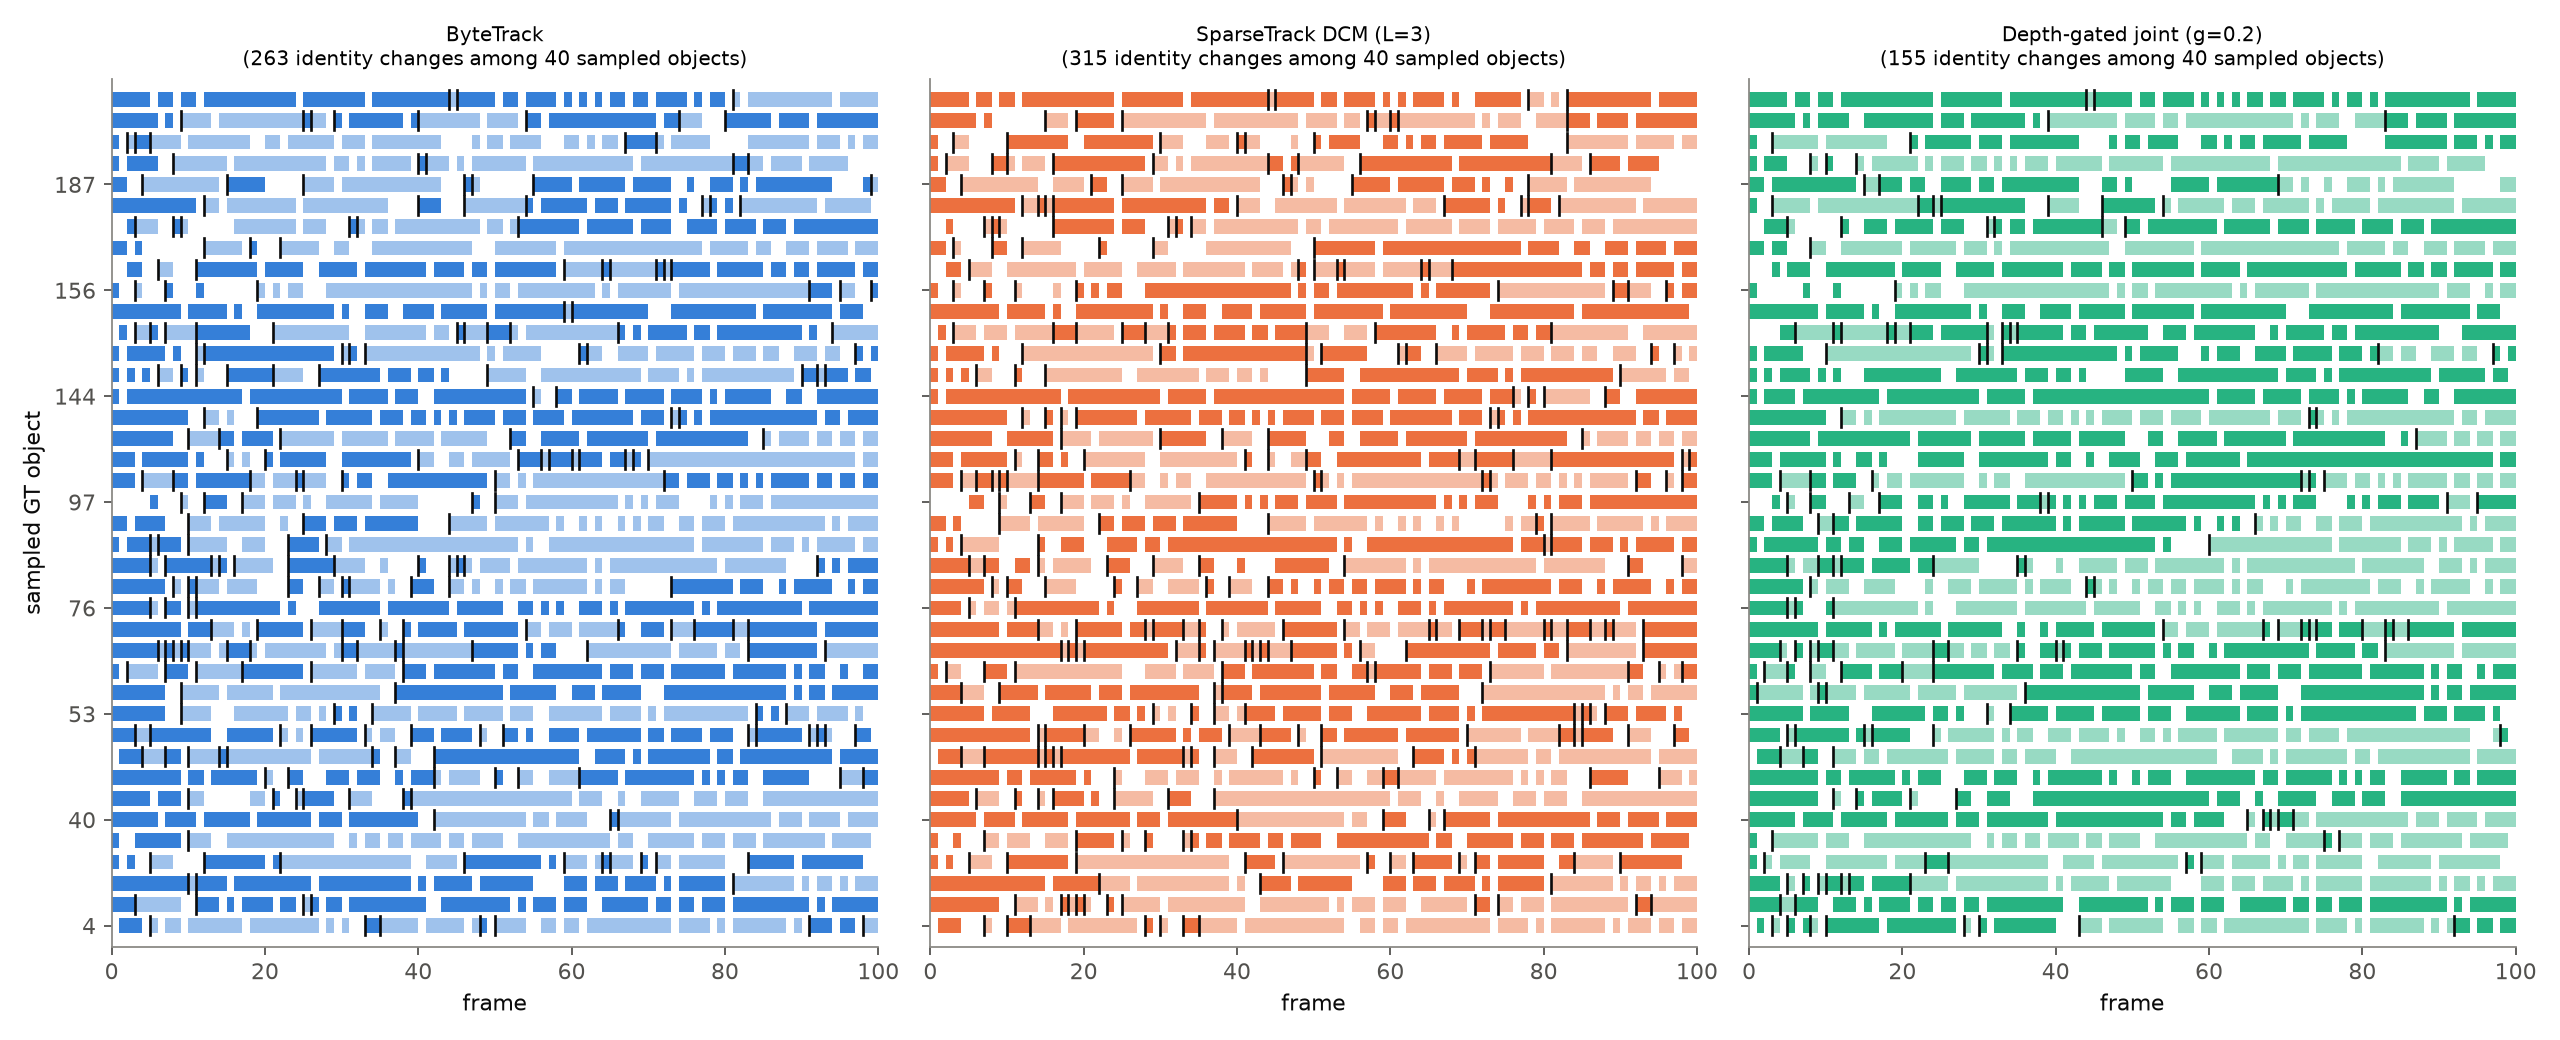 ByteTrack
(263 identity changes among 40 sampled objects)
SparseTrack DCM (L=3)
(315 identity changes among 40 sampled objects)
Depth-gated joint (g=0.2)
(155 identity changes among 40 sampled objects)
sampled GT object
187
156
144
97
76
53
40
4
0 20 40 60 80 100
0 20 40 60 80 100
0 20 40 60 80 100
frame
frame
frame